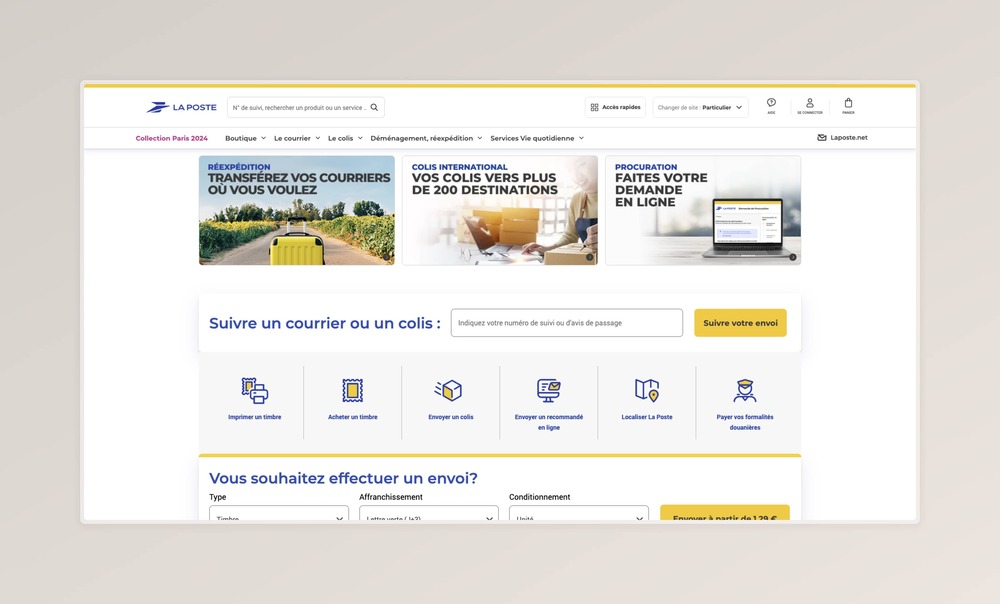 LA POSTE
N° de suivi, rechercher un produit ou un service ...
Accès rapides
Changer de site : Particulier
AIDE
SE CONNECTER
PANIER
Collection Paris 2024
Boutique
Le courrier
Le colis
Déménagement, réexpédition
Services Vie quotidienne
Laposte.net
RÉEXPÉDITION
TRANSFÉREZ VOS COURRIERS
OÙ VOUS VOULEZ
COLIS INTERNATIONAL
VOS COLIS VERS PLUS
DE 200 DESTINATIONS
PROCURATION
FAITES VOTRE
DEMANDE
EN LIGNE
Suivre un courrier ou un colis :
Indiquez votre numéro de suivi ou d'avis de passage
Suivre votre envoi
Imprimer un timbre
Acheter un timbre
Envoyer un colis
Envoyer un recommandé
en ligne
Localiser La Poste
Payer vos formalités
douanières
Vous souhaitez effectuer un envoi?
Type
Affranchissement
Conditionnement
Timbre
Lettre verte (J+3)
Unité
Envoyer à partir de 1,29 €